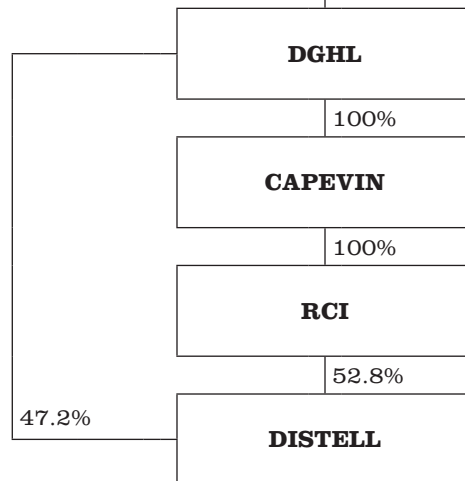 DGHL
100%
CAPEVIN
100%
RCI
52.8%
47.2%
DISTELL